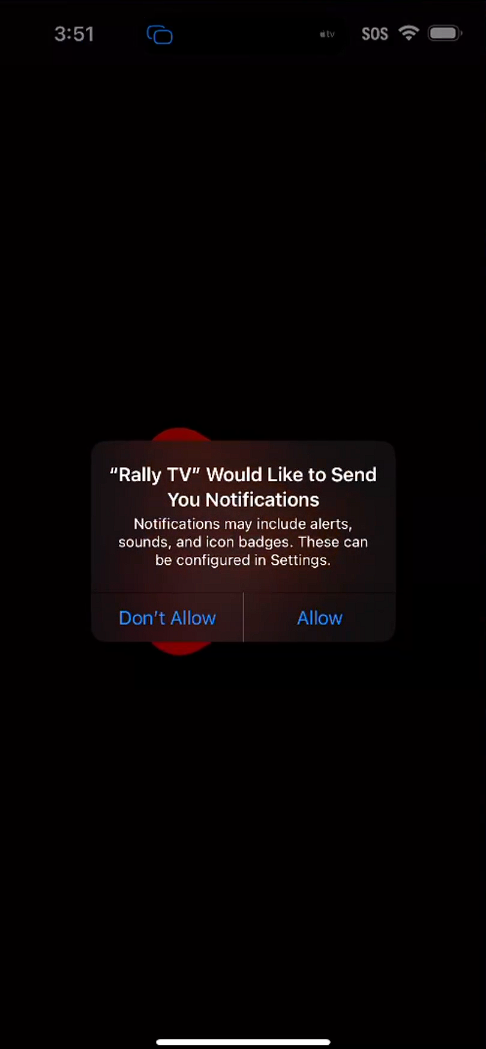 3:51
tv
SOS
“Rally TV” Would Like to Send
You Notifications
Notifications may include alerts,
sounds, and icon badges. These can
be configured in Settings.
Don’t Allow
Allow